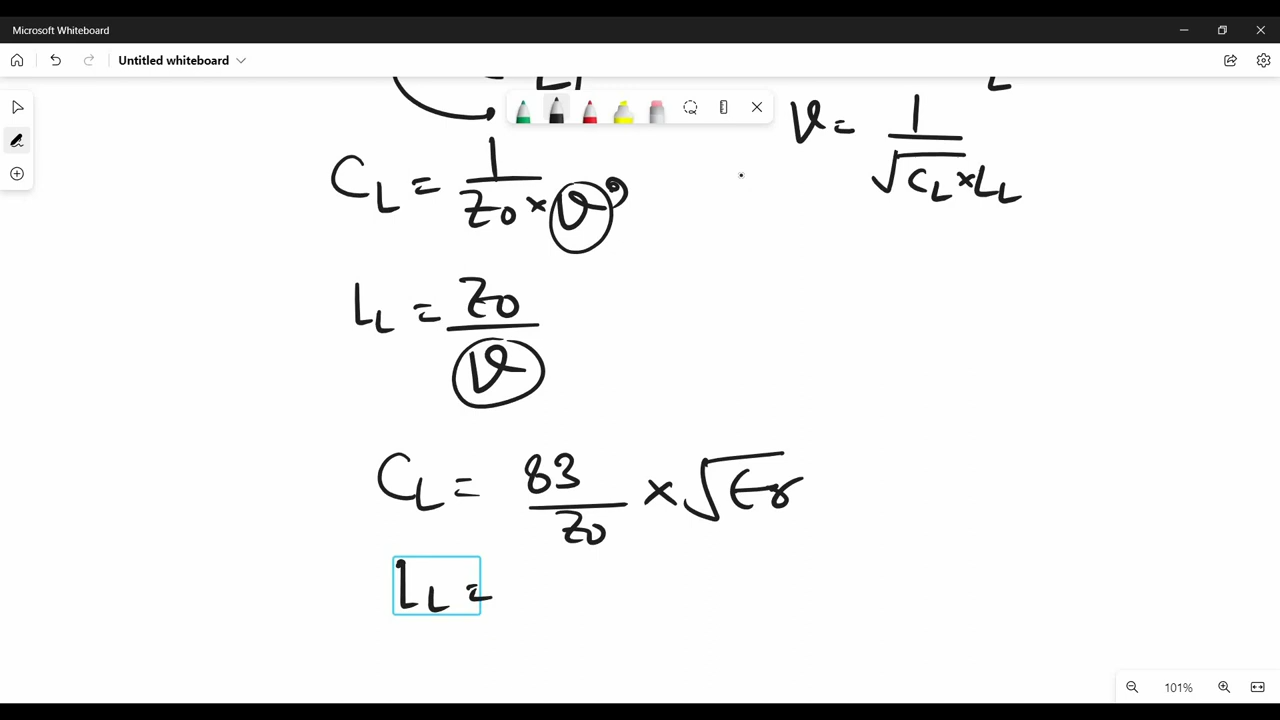 Microsoft Whiteboard
Untitled whiteboard
L
v = 1 / √(CL × LL)
CL = 1 / (Z0 × v)
LL = Z0 / v
CL = 83 / Z0 × √εr
LL =
101%